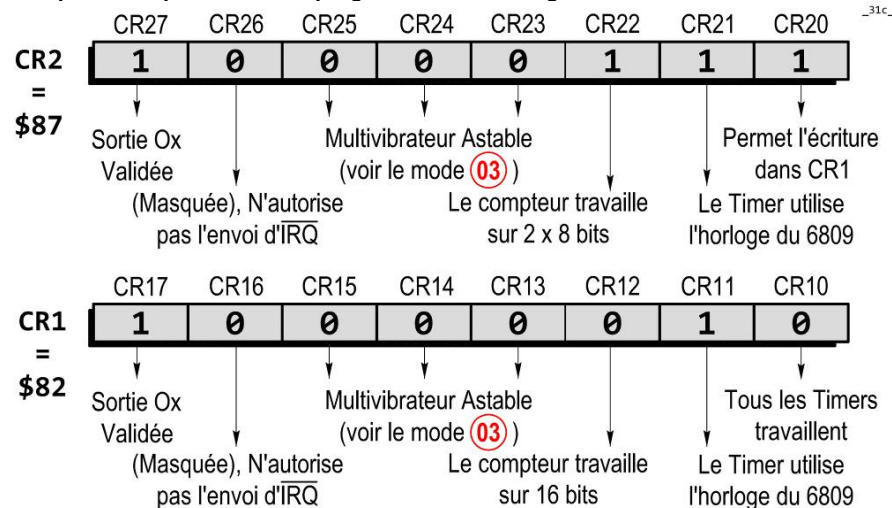 _31c_
CR27 CR26 CR25 CR24 CR23 CR22 CR21 CR20
CR2 = $87
1 0 0 0 0 1 1 1
Sortie Ox Validée
(Masquée), N'autorise pas l'envoi d'IRQ
Multivibrateur Astable (voir le mode 03 )
Le compteur travaille sur 2 x 8 bits
Le Timer utilise l'horloge du 6809
Permet l'écriture dans CR1
CR17 CR16 CR15 CR14 CR13 CR12 CR11 CR10
CR1 = $82
1 0 0 0 0 0 1 0
Sortie Ox Validée
(Masquée), N'autorise pas l'envoi d'IRQ
Multivibrateur Astable (voir le mode 03 )
Le compteur travaille sur 16 bits
Le Timer utilise l'horloge du 6809
Tous les Timers travaillent